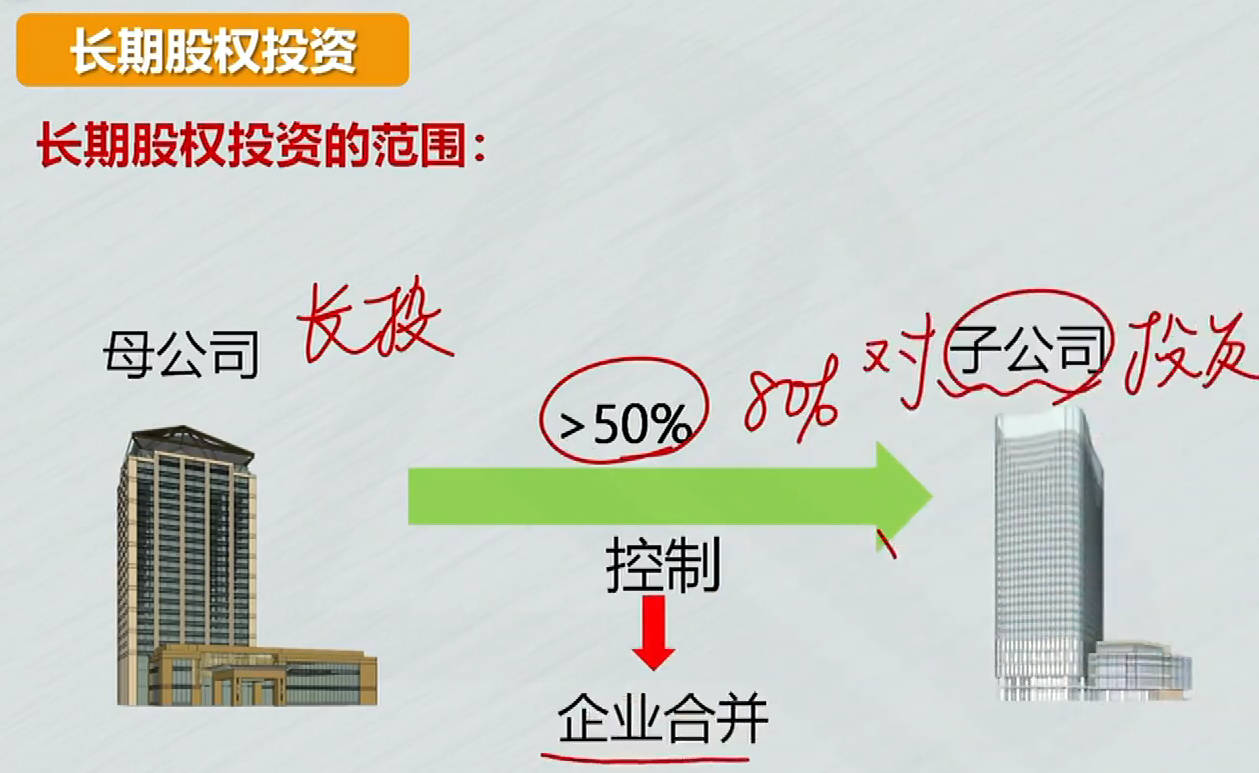 长期股权投资
长期股权投资的范围：
母公司 长投
>50% 80% 对子公司投资
控制
企业合并